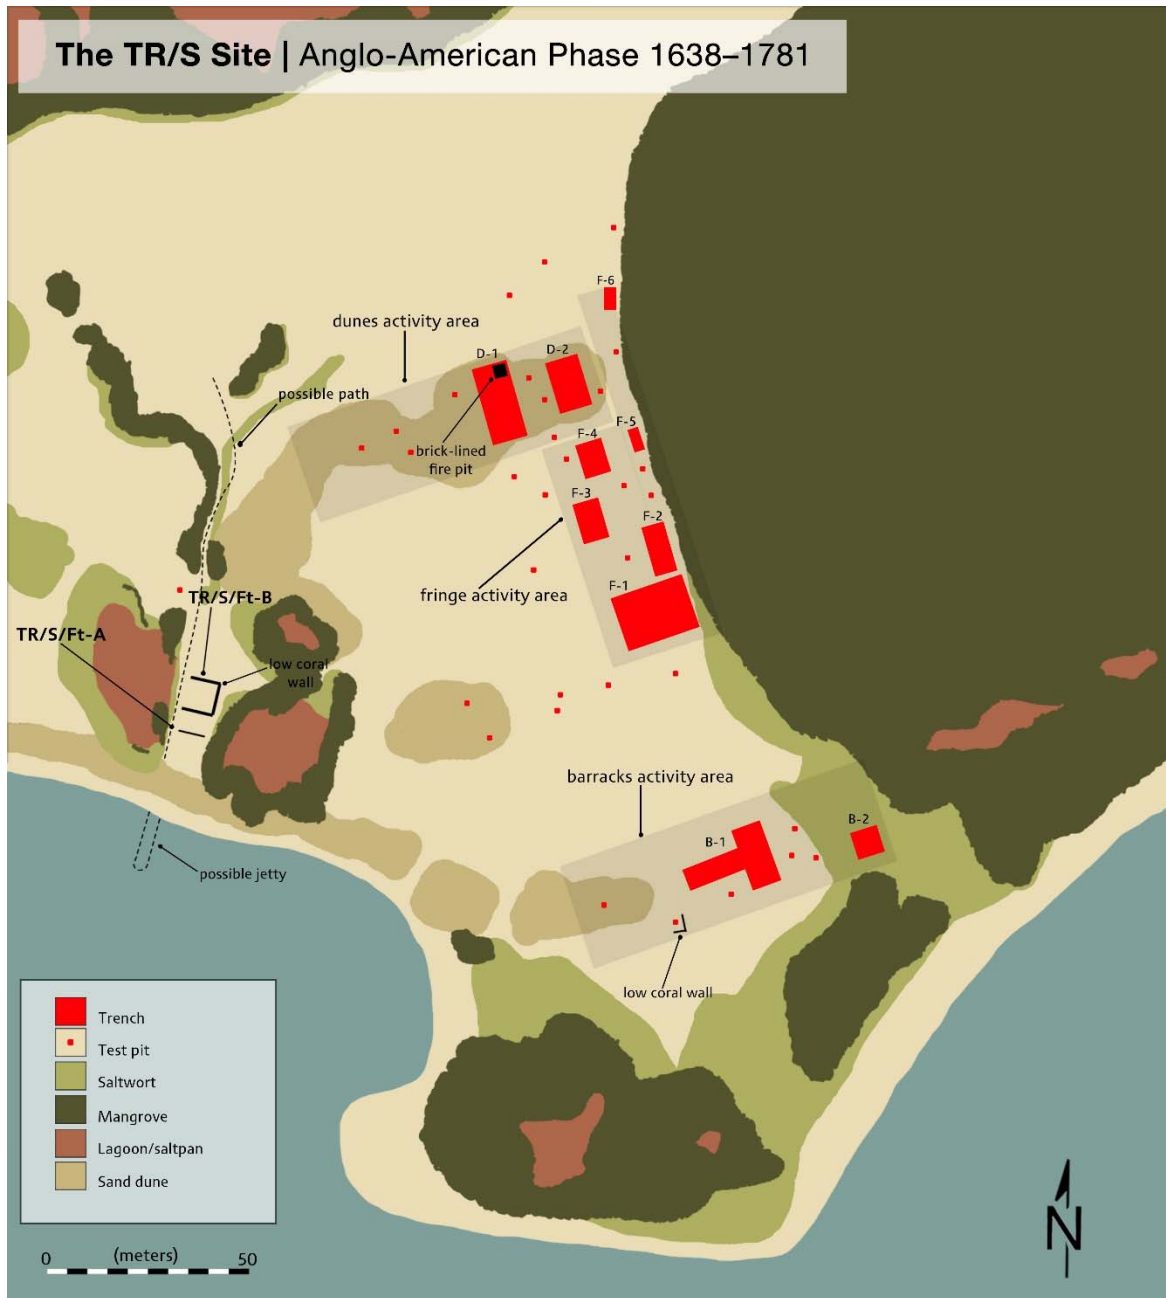 The TR/S Site | Anglo-American Phase 1638–1781
F-6
dunes activity area
D-1
D-2
possible path
F-5
F-4
brick-lined
fire pit
F-3
F-2
F-1
fringe activity area
TR/S/Ft-B
TR/S/Ft-A
low coral
wall
barracks activity area
B-1
B-2
possible jetty
low coral wall
Trench
Test pit
Saltwort
Mangrove
Lagoon/saltpan
Sand dune
0 (meters) 50
N